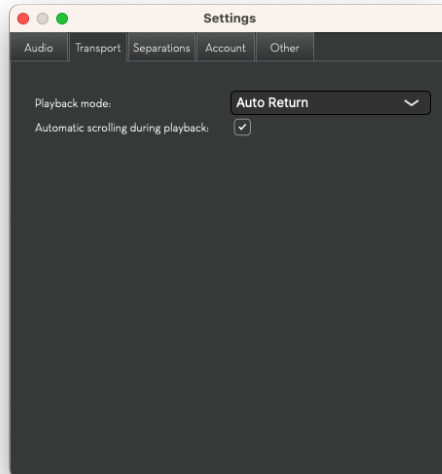 Settings
Audio Transport Separations Account Other
Playback mode: Auto Return
Automatic scrolling during playback: